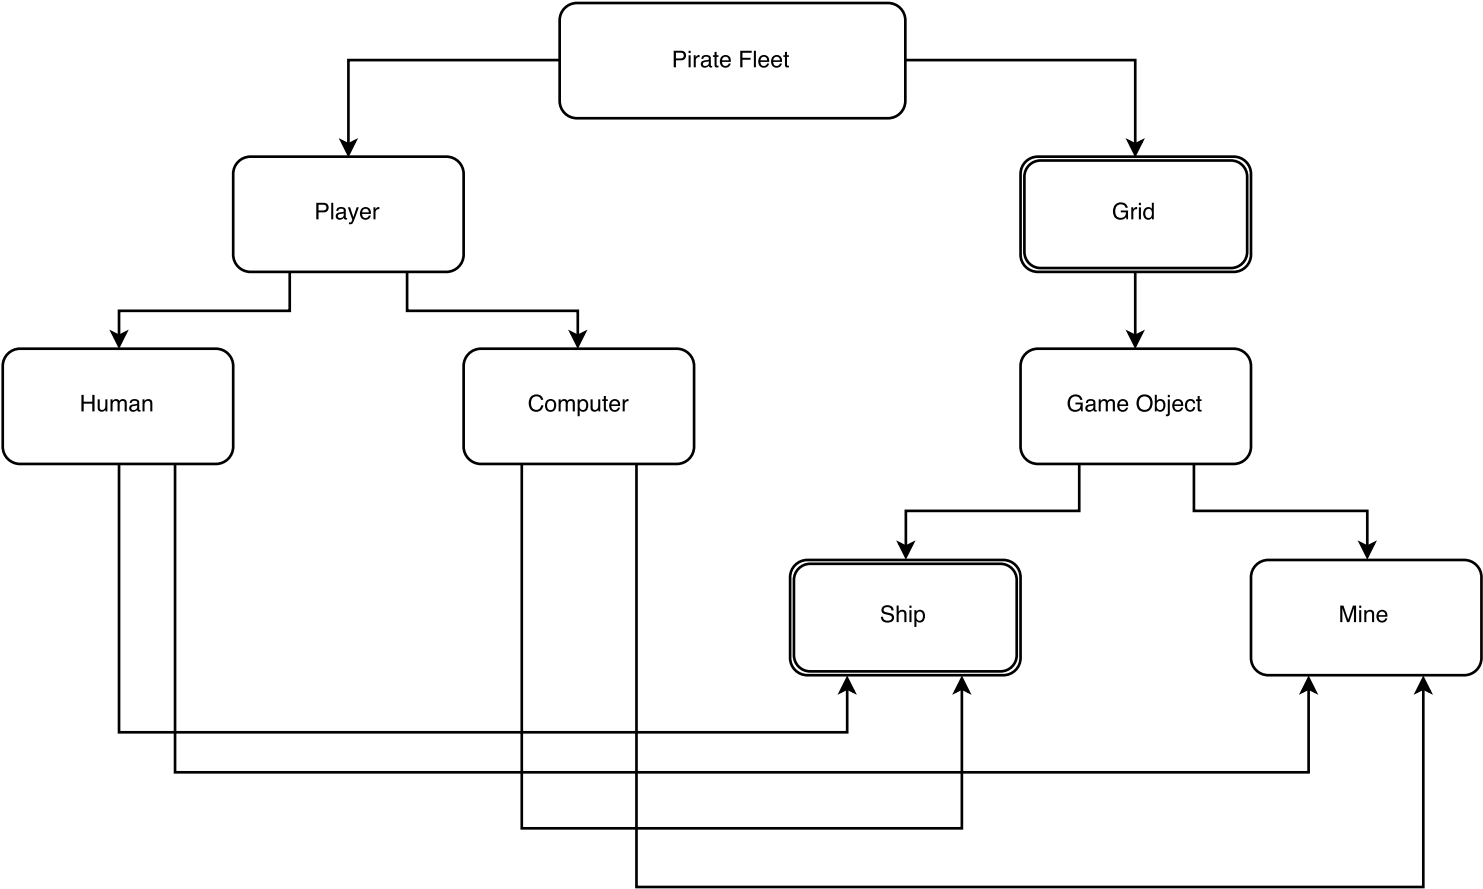 Pirate Fleet
Player
Grid
Human
Computer
Game Object
Ship
Mine